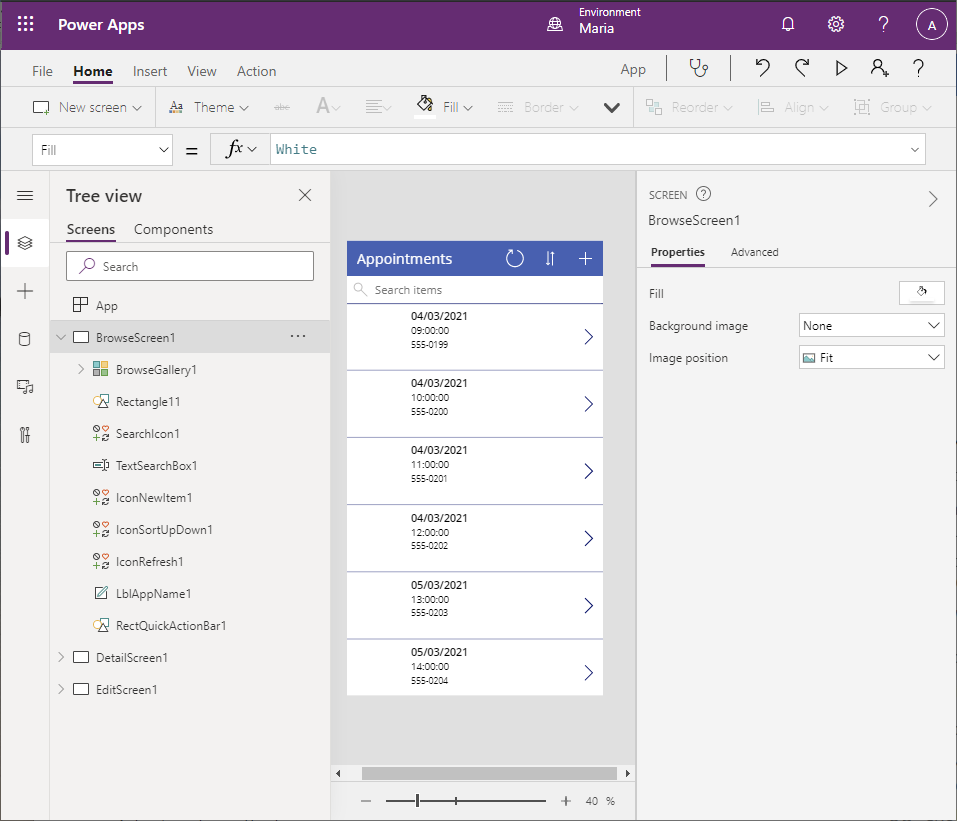 Power Apps
Environment
Maria
A
File Home Insert View Action App
New screen Theme abc A Fill Border Reorder Align Group
Fill = fx White
Tree view
Screens Components
Search
App
BrowseScreen1
BrowseGallery1
Rectangle11
SearchIcon1
TextSearchBox1
IconNewItem1
IconSortUpDown1
IconRefresh1
LblAppName1
RectQuickActionBar1
DetailScreen1
EditScreen1
Appointments
Search items
04/03/2021
09:00:00
555-0199
04/03/2021
10:00:00
555-0200
04/03/2021
11:00:00
555-0201
04/03/2021
12:00:00
555-0202
05/03/2021
13:00:00
555-0203
05/03/2021
14:00:00
555-0204
40 %
SCREEN
BrowseScreen1
Properties Advanced
Fill
Background image None
Image position Fit